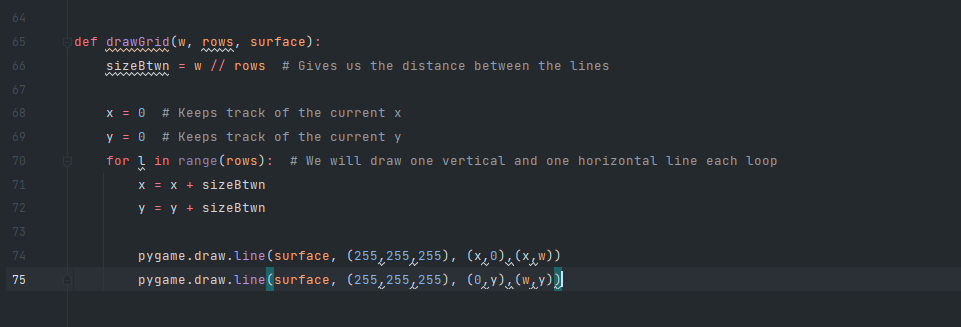 64
65 def drawGrid(w, rows, surface):
66     sizeBtwn = w // rows  # Gives us the distance between the lines
67
68     x = 0  # Keeps track of the current x
69     y = 0  # Keeps track of the current y
70     for l in range(rows):  # We will draw one vertical and one horizontal line each loop
71         x = x + sizeBtwn
72         y = y + sizeBtwn
73
74         pygame.draw.line(surface, (255,255,255), (x,0),(x,w))
75         pygame.draw.line(surface, (255,255,255), (0,y),(w,y))